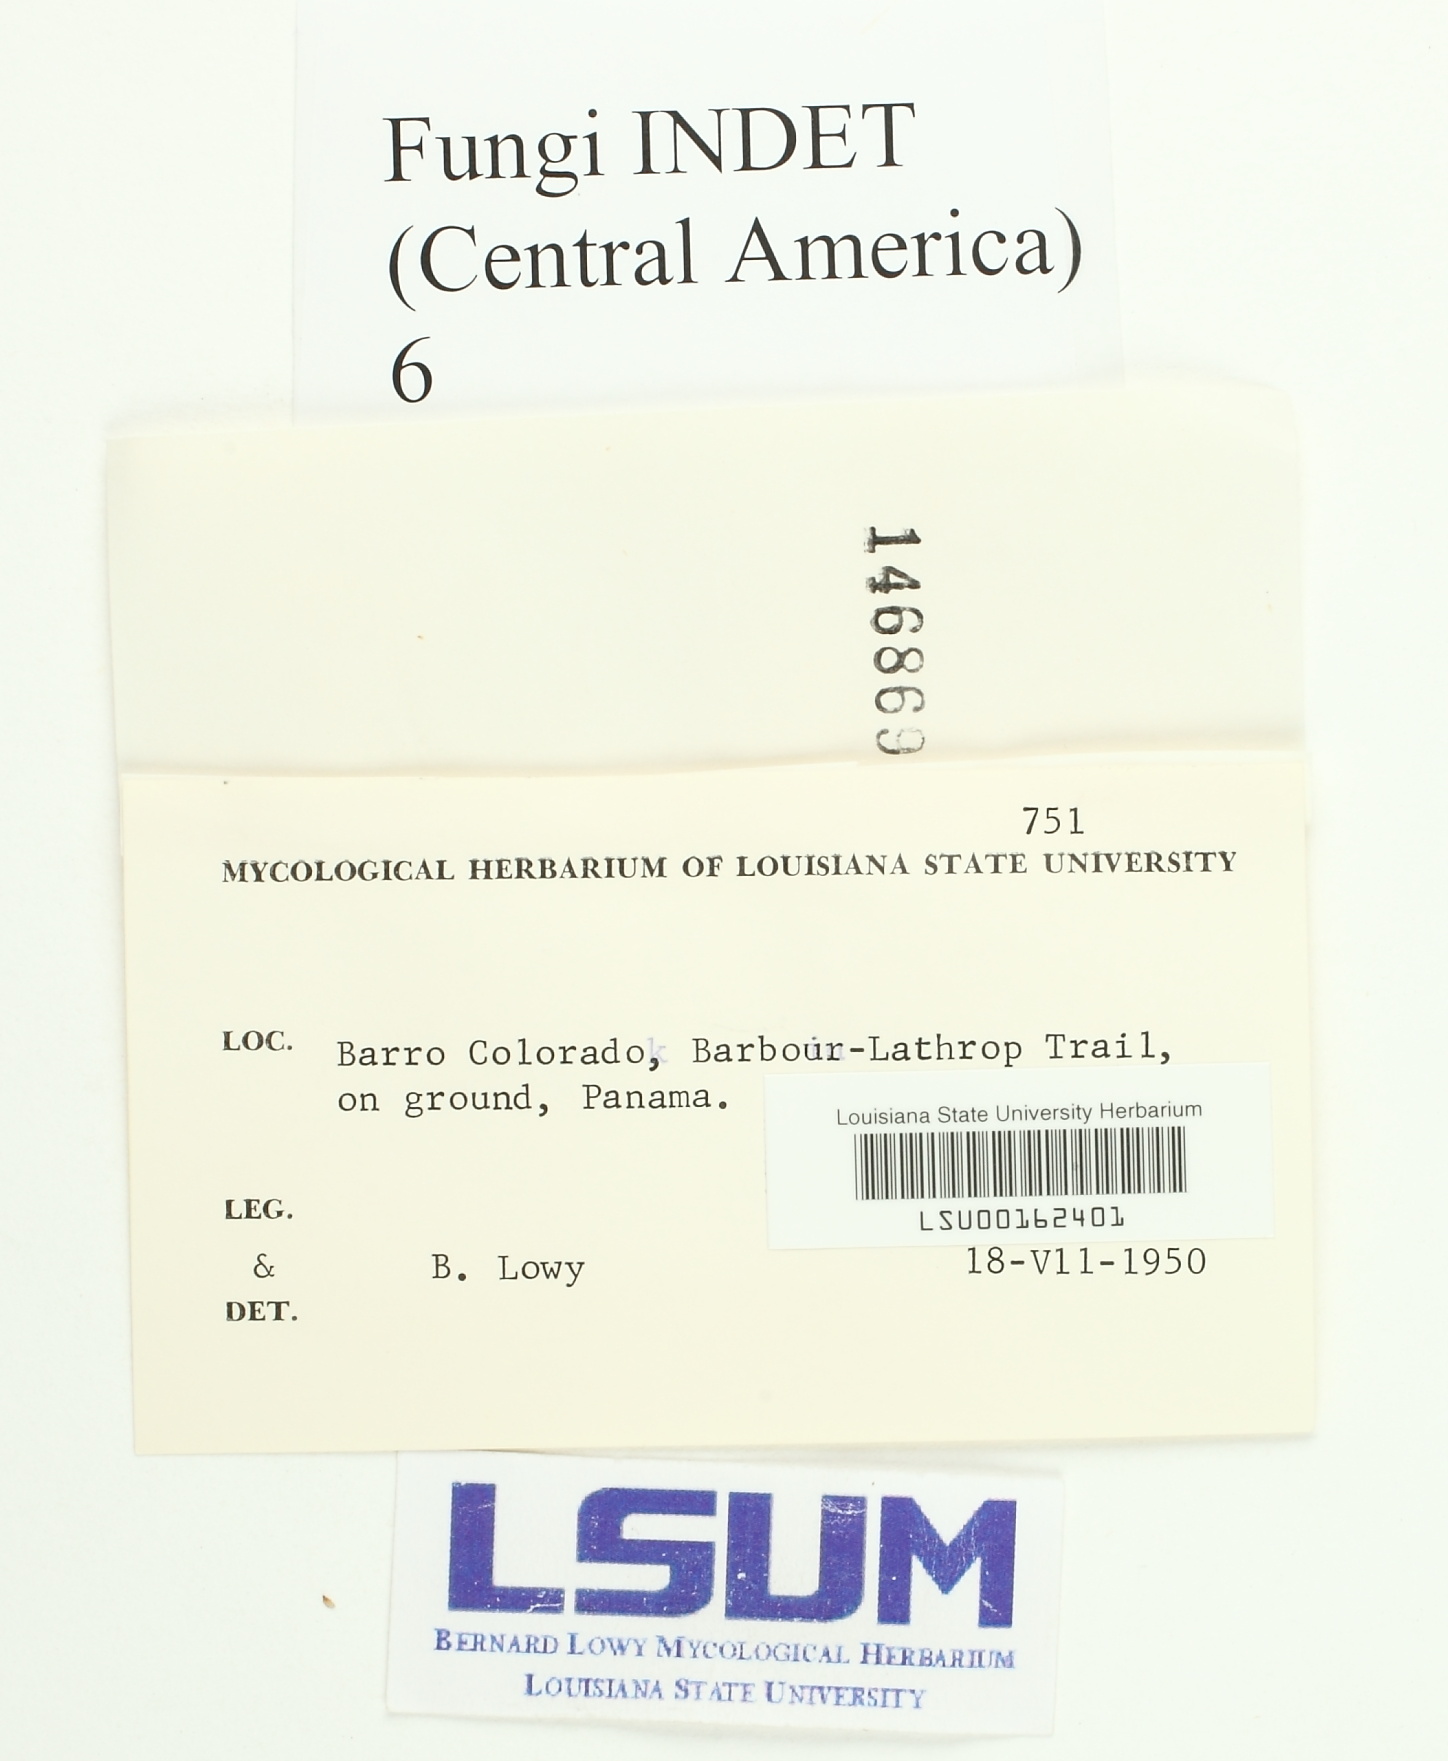 Fungi INDET
(Central America)
6
146869
751
MYCOLOGICAL HERBARIUM OF LOUISIANA STATE UNIVERSITY
LOC. Barro Colorado, Barbour-Lathrop Trail,
on ground, Panama.
Louisiana State University Herbarium
LSU00162401
LEG.
& B. Lowy 18-V11-1950
DET.
LSUM
BERNARD LOWY MYCOLOGICAL HERBARIUM
LOUISIANA STATE UNIVERSITY